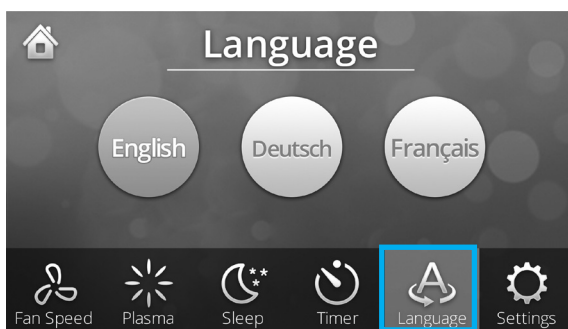 Language
English
Deutsch
Français
Fan Speed
Plasma
Sleep
Timer
A
Language
Settings